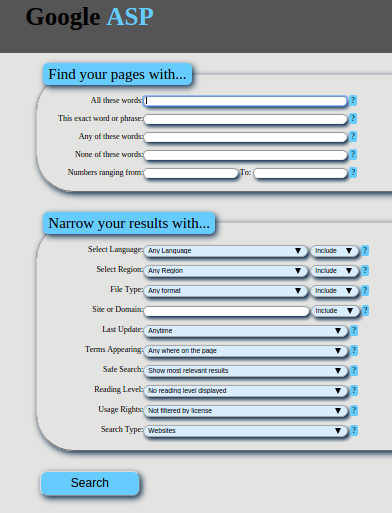 Google ASP
Find your pages with...
All these words: ?
This exact word or phrase: ?
Any of these words: ?
None of these words: ?
Numbers ranging from: To: ?
Narrow your results with...
Select Language: Any Language Include ?
Select Region: Any Region Include ?
File Type: Any format Include ?
Site or Domain: Include ?
Last Update: Anytime ?
Terms Appearing: Any where on the page ?
Safe Search: Show most relevant results ?
Reading Level: No reading level displayed ?
Usage Rights: Not filtered by license ?
Search Type: Websites ?
Search